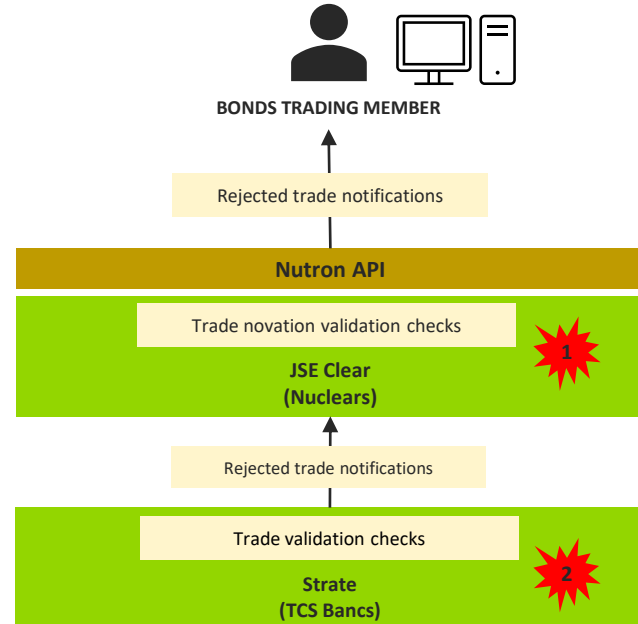 BONDS TRADING MEMBER
Rejected trade notifications
Nutron API
Trade novation validation checks
1
JSE Clear
(Nuclears)
Rejected trade notifications
Trade validation checks
2
Strate
(TCS Bancs)